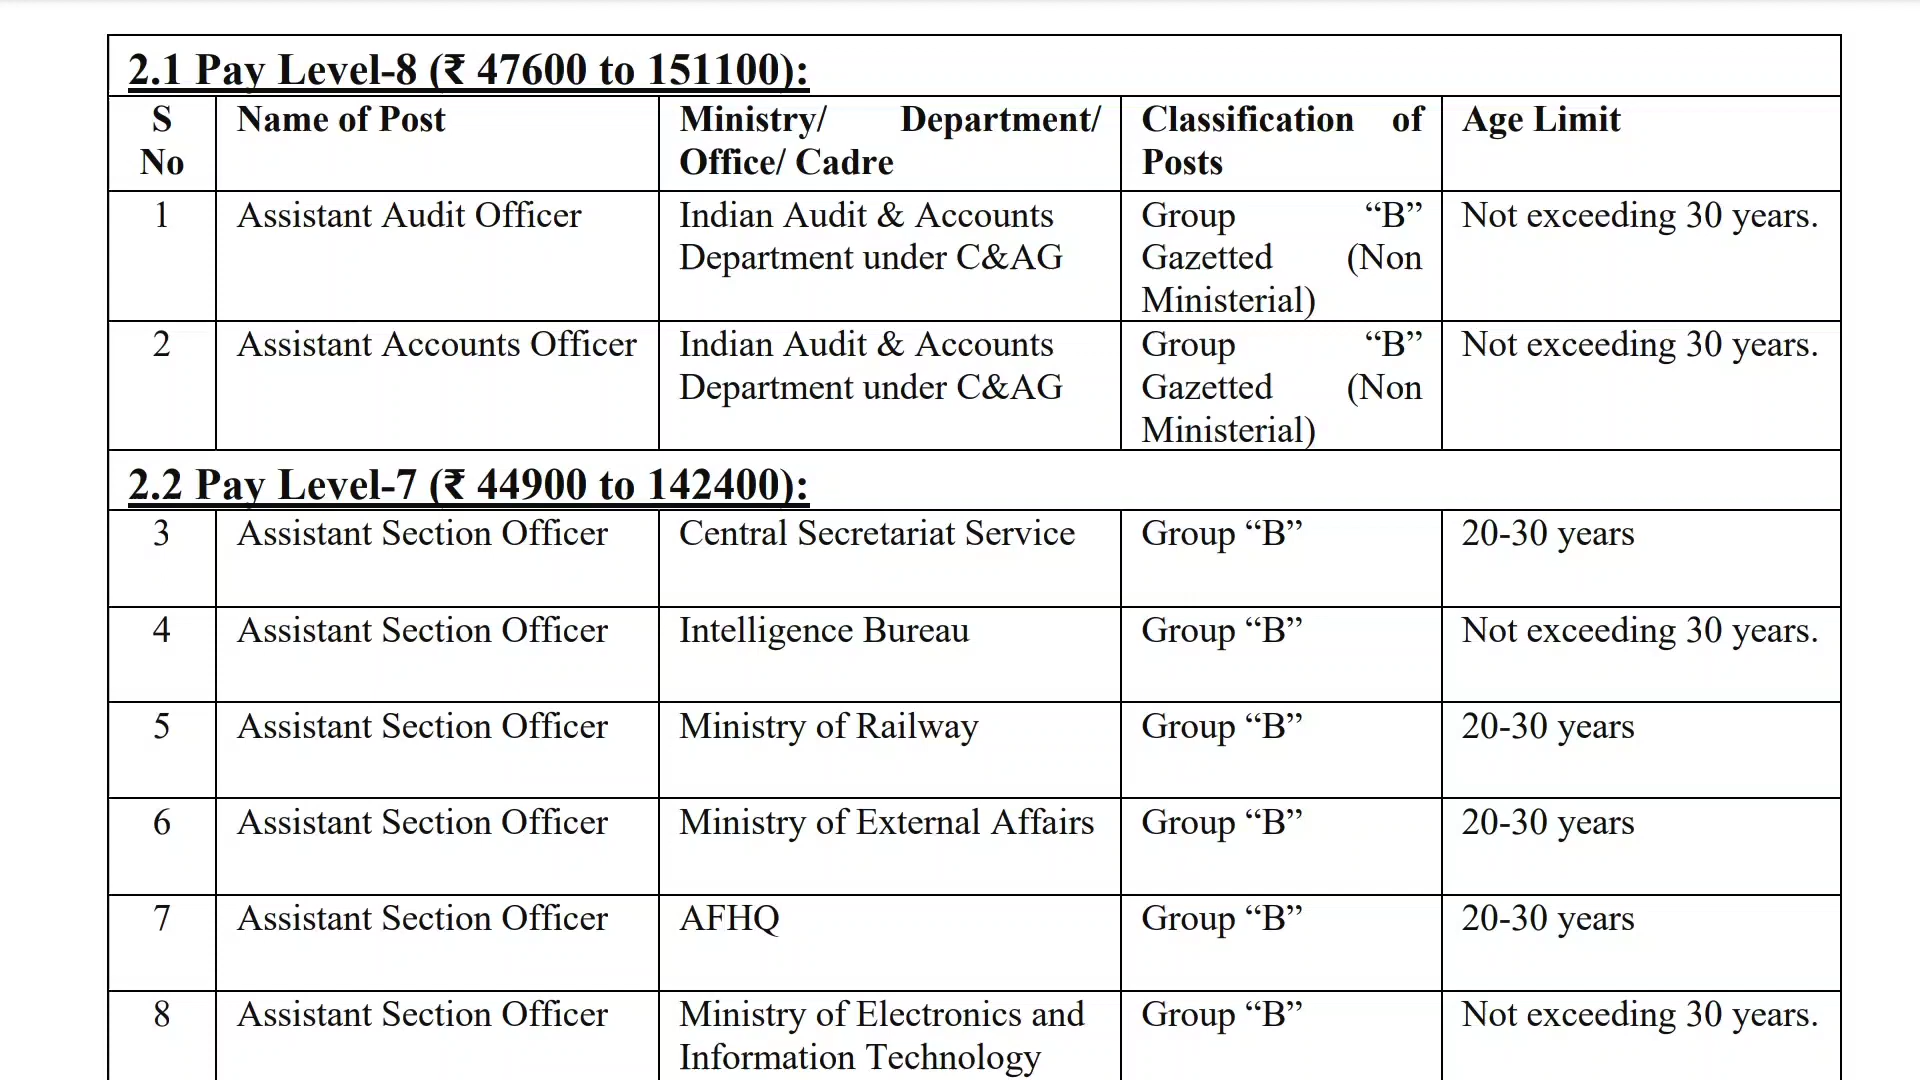 2.1 Pay Level-8 (₹ 47600 to 151100):
S No | Name of Post | Ministry/ Department/ Office/ Cadre | Classification of Posts | Age Limit
1 | Assistant Audit Officer | Indian Audit & Accounts Department under C&AG | Group “B” Gazetted (Non Ministerial) | Not exceeding 30 years.
2 | Assistant Accounts Officer | Indian Audit & Accounts Department under C&AG | Group “B” Gazetted (Non Ministerial) | Not exceeding 30 years.
2.2 Pay Level-7 (₹ 44900 to 142400):
3 | Assistant Section Officer | Central Secretariat Service | Group “B” | 20-30 years
4 | Assistant Section Officer | Intelligence Bureau | Group “B” | Not exceeding 30 years.
5 | Assistant Section Officer | Ministry of Railway | Group “B” | 20-30 years
6 | Assistant Section Officer | Ministry of External Affairs | Group “B” | 20-30 years
7 | Assistant Section Officer | AFHQ | Group “B” | 20-30 years
8 | Assistant Section Officer | Ministry of Electronics and Information Technology | Group “B” | Not exceeding 30 years.